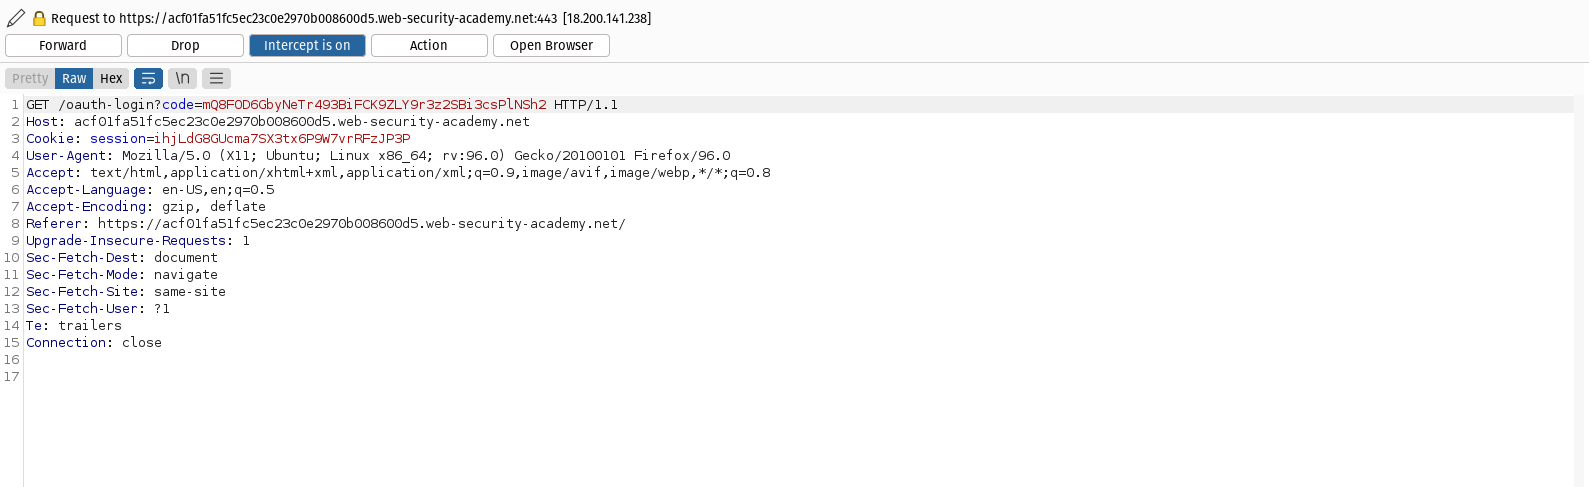 Request to https://acf01fa51fc5ec23c0e2970b008600d5.web-security-academy.net:443 [18.200.141.238]
Forward Drop Intercept is on Action Open Browser
Pretty Raw Hex \n
1 GET /oauth-login?code=mQ8FOD6GbyNeTr493BiFCK9ZLY9r3z2SBi3csPlNSh2 HTTP/1.1
2 Host: acf01fa51fc5ec23c0e2970b008600d5.web-security-academy.net
3 Cookie: session=ihjLdG8GUcma7SX3tx6P9W7vrRFzJP3P
4 User-Agent: Mozilla/5.0 (X11; Ubuntu; Linux x86_64; rv:96.0) Gecko/20100101 Firefox/96.0
5 Accept: text/html,application/xhtml+xml,application/xml;q=0.9,image/avif,image/webp,*/*;q=0.8
6 Accept-Language: en-US,en;q=0.5
7 Accept-Encoding: gzip, deflate
8 Referer: https://acf01fa51fc5ec23c0e2970b008600d5.web-security-academy.net/
9 Upgrade-Insecure-Requests: 1
10 Sec-Fetch-Dest: document
11 Sec-Fetch-Mode: navigate
12 Sec-Fetch-Site: same-site
13 Sec-Fetch-User: ?1
14 Te: trailers
15 Connection: close
16
17